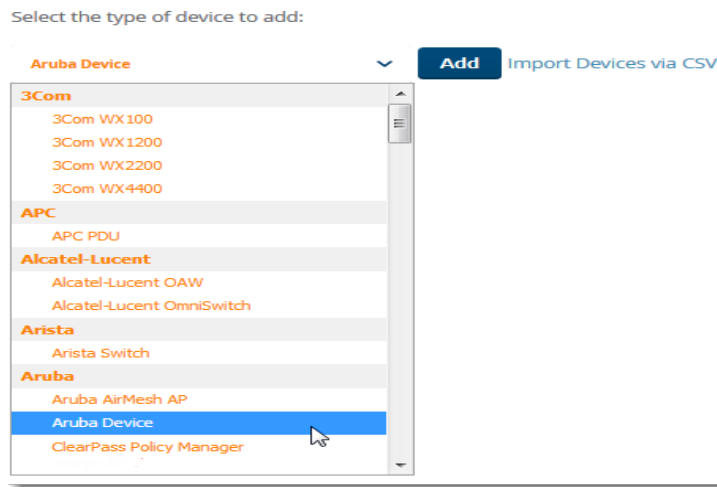 Select the type of device to add:
Aruba Device Add Import Devices via CSV
3Com
3Com WX100
3Com WX1200
3Com WX2200
3Com WX4400
APC
APC PDU
Alcatel-Lucent
Alcatel-Lucent OAW
Alcatel-Lucent OmniSwitch
Arista
Arista Switch
Aruba
Aruba AirMesh AP
Aruba Device
ClearPass Policy Manager